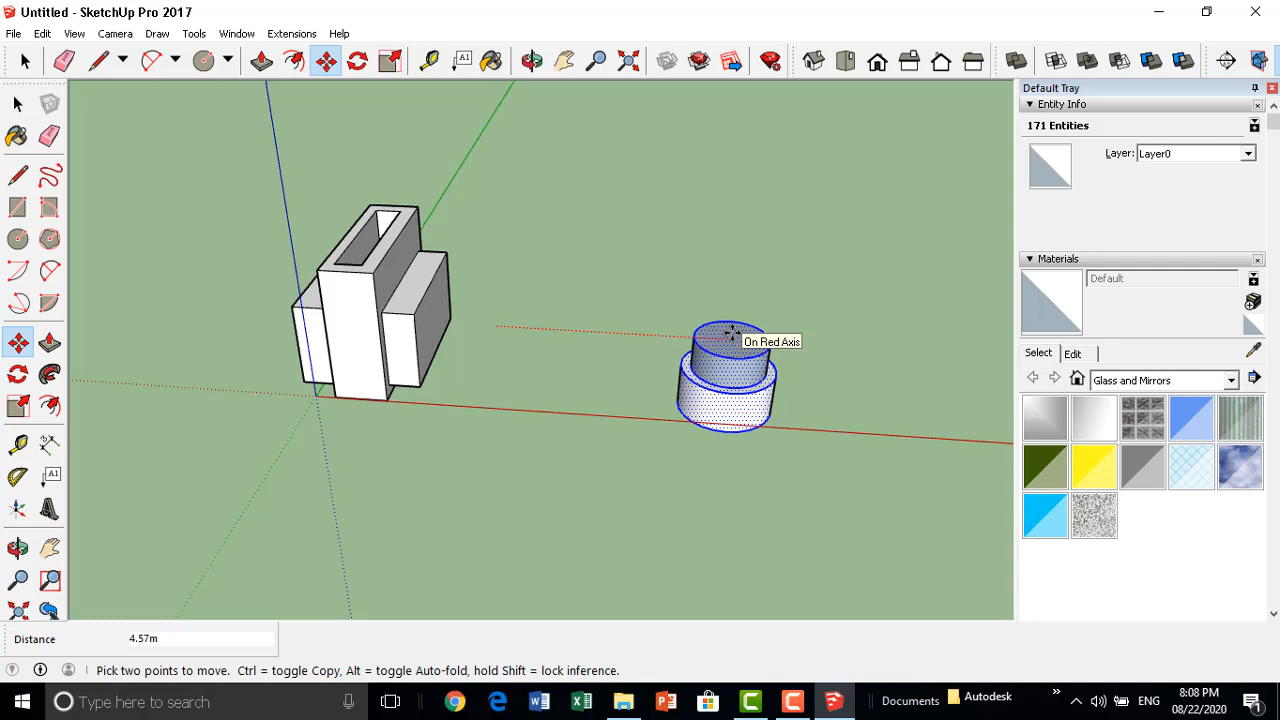 Untitled - SketchUp Pro 2017
File Edit View Camera Draw Tools Window Extensions Help
A1
Default Tray
Entity Info
171 Entities
Layer: Layer0
Materials
Default
Select Edit
Glass and Mirrors
On Red Axis
A1
Distance 4.57m
Pick two points to move. Ctrl = toggle Copy, Alt = toggle Auto-fold, hold Shift = lock inference.
Type here to search
Documents
Autodesk
ENG
8:08 PM
08/22/2020
1